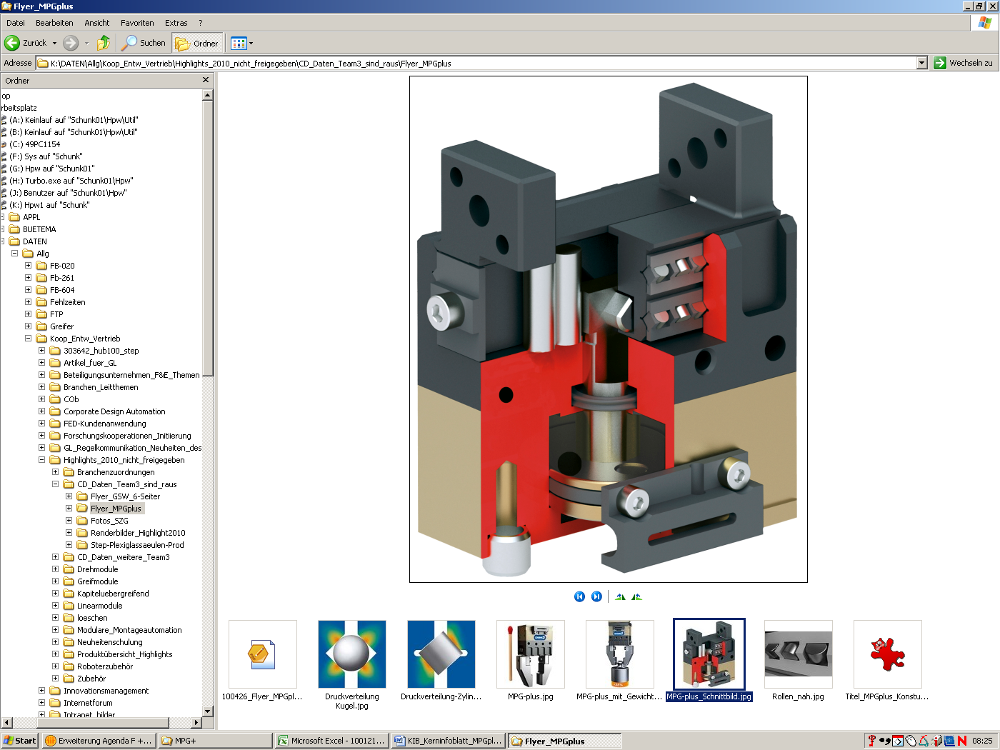 Flyer_MPGplus
Datei Bearbeiten Ansicht Favoriten Extras ?
Zurück Suchen Ordner
Adresse K:\DATEN\Allg\Koop_Entw_Vertrieb\Highlights_2010_nicht_freigegeben\CD_Daten_Team3_sind_raus\Flyer_MPGplus Wechseln zu
Ordner
op
rbeitsplatz
(A:) Keinlauf auf "Schunk01\Hpw\Util"
(B:) Keinlauf auf "Schunk01\Hpw\Util"
(C:) 49PC1154
(F:) Sys auf "Schunk"
(G:) Hpw auf "Schunk01"
(H:) Turbo.exe auf "Schunk01\Hpw"
(J:) Benutzer auf "Schunk01\Hpw"
(K:) Hpw1 auf "Schunk"
APPL
BUETEMA
DATEN
Allg
FB-020
Fb-261
FB-604
Fehlzeiten
FTP
Greifer
Koop_Entw_Vertrieb
303642_hub100_step
Artikel_fuer_GL
Beteiligungsunternehmen_F&E_Themen
Branchen_Leitthemen
COb
Corporate Design Automation
FED-Kundenanwendung
Forschungskooperationen_Initiierung
GL_Regelkommunikation_Neuheiten_des
Highlights_2010_nicht_freigegeben
Branchenzuordnungen
CD_Daten_Team3_sind_raus
Flyer_GSW_6-Seiter
Flyer_MPGplus
Fotos_SZG
Renderbilder_Highlight2010
Step-Plexiglassaeulen-Prod
CD_Daten_weitere_Team3
Drehmodule
Greifmodule
Kapiteluebergreifend
Linearmodule
loeschen
Modulare_Montageautomation
Neuheitenschulung
Produktübersicht_Highlights
Roboterzubehör
Zubehör
Innovationsmanagement
Internetforum
Intranet_bilder
100426_Flyer_MPGpl...
Druckverteilung
Kugel.jpg
Druckverteilung-Zylin...
MPG-plus.jpg
MPG-plus_mit_Gewicht...
MPG-plus_Schnittbild.jpg
Rollen_nah.jpg
Titel_MPGplus_Konstu...
Start Erweiterung Agenda F +... MPG+ Microsoft Excel - 100121... KIB_Kerninfoblatt_MPGpl... Flyer_MPGplus 08:25